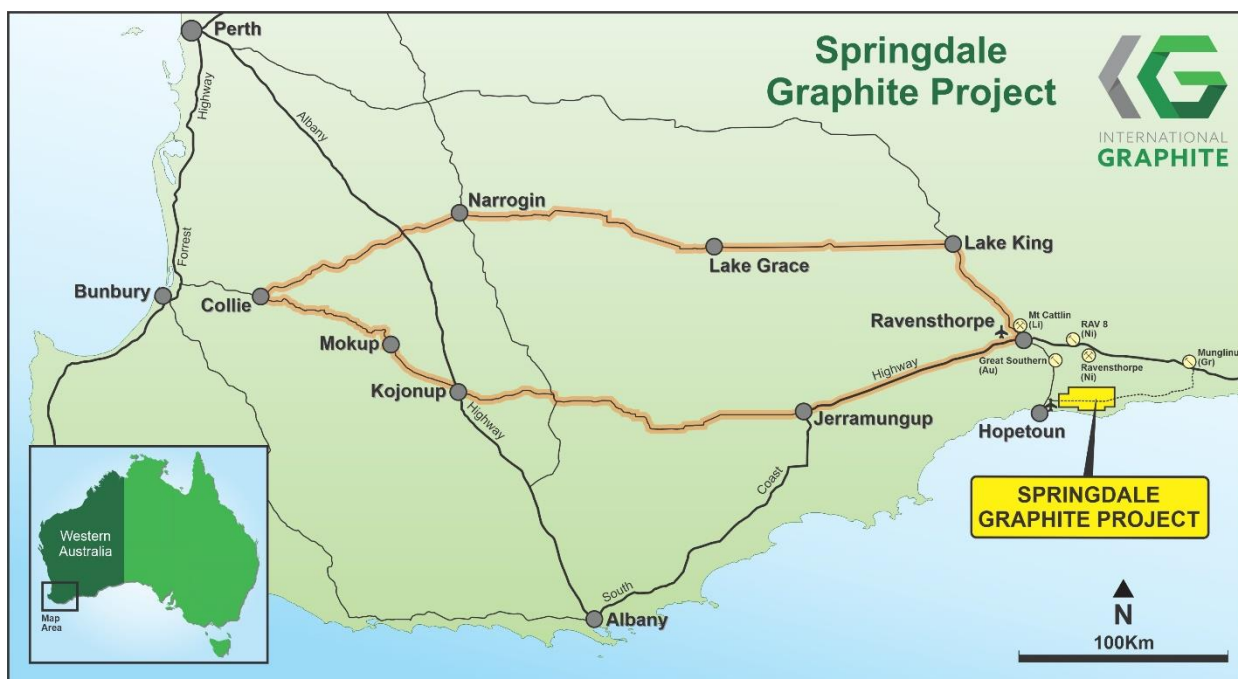 Perth
Springdale
Graphite Project
INTERNATIONAL
GRAPHITE
Highway
Albany
Narrogin
Lake King
Lake Grace
Forrest
Bunbury
Collie
Mt Cattlin
(Li)
RAV 8
(Ni)
Ravensthorpe
Mokup
Great Southern
(Au)
Ravensthorpe
(Ni)
Munglinu
(Gr)
Highway
Kojonup
Highway
Jerramungup
Hopetoun
SPRINGDALE
GRAPHITE PROJECT
Coast
South
Albany
Western
Australia
Map
Area
N
100Km